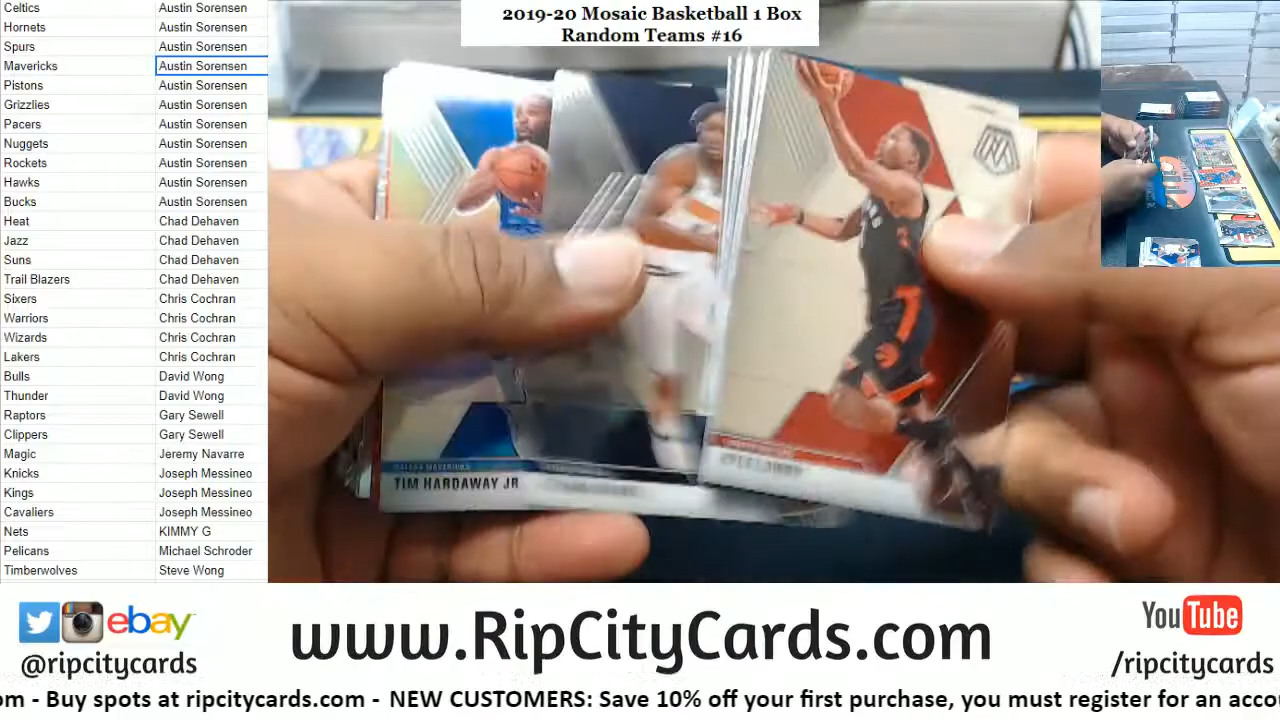 2019-20 Mosaic Basketball 1 Box
Random Teams #16
Celtics Austin Sorensen
Hornets Austin Sorensen
Spurs Austin Sorensen
Mavericks Austin Sorensen
Pistons Austin Sorensen
Grizzlies Austin Sorensen
Pacers Austin Sorensen
Nuggets Austin Sorensen
Rockets Austin Sorensen
Hawks Austin Sorensen
Bucks Austin Sorensen
Heat Chad Dehaven
Jazz Chad Dehaven
Suns Chad Dehaven
Trail Blazers Chad Dehaven
Sixers Chris Cochran
Warriors Chris Cochran
Wizards Chris Cochran
Lakers Chris Cochran
Bulls David Wong
Thunder David Wong
Raptors Gary Sewell
Clippers Gary Sewell
Magic Jeremy Navarre
Knicks Joseph Messineo
Kings Joseph Messineo
Cavaliers Joseph Messineo
Nets KIMMY G
Pelicans Michael Schroder
Timberwolves Steve Wong
DALLAS MAVERICKS
TIM HARDAWAY JR
ebay
@ripcitycards
www.RipCityCards.com
YouTube
/ripcitycards
om - Buy spots at ripcitycards.com - NEW CUSTOMERS: Save 10% off your first purchase, you must register for an acco